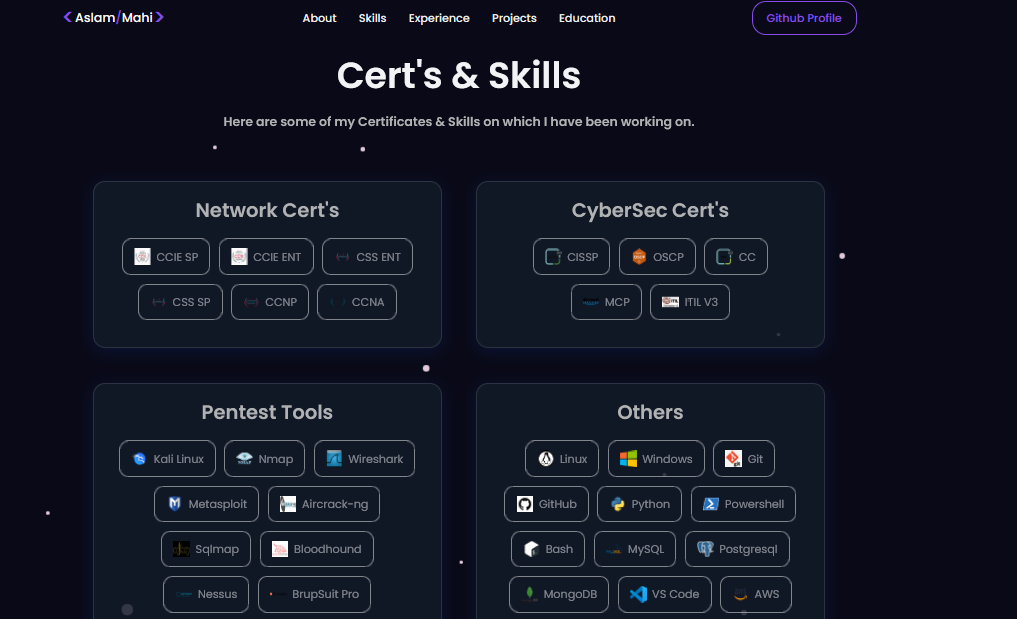 <Aslam/Mahi> About Skills Experience Projects Education Github Profile
Cert's & Skills
Here are some of my Certificates & Skills on which I have been working on.
Network Cert's
CCIE SP CCIE ENT CSS ENT
CSS SP CCNP CCNA
CyberSec Cert's
CISSP OSCP CC
MCP ITIL V3
Pentest Tools
Kali Linux Nmap Wireshark
Metasploit Aircrack-ng
Sqlmap Bloodhound
Nessus BrupSuit Pro
Others
Linux Windows Git
GitHub Python Powershell
Bash MySQL Postgresql
MongoDB VS Code AWS